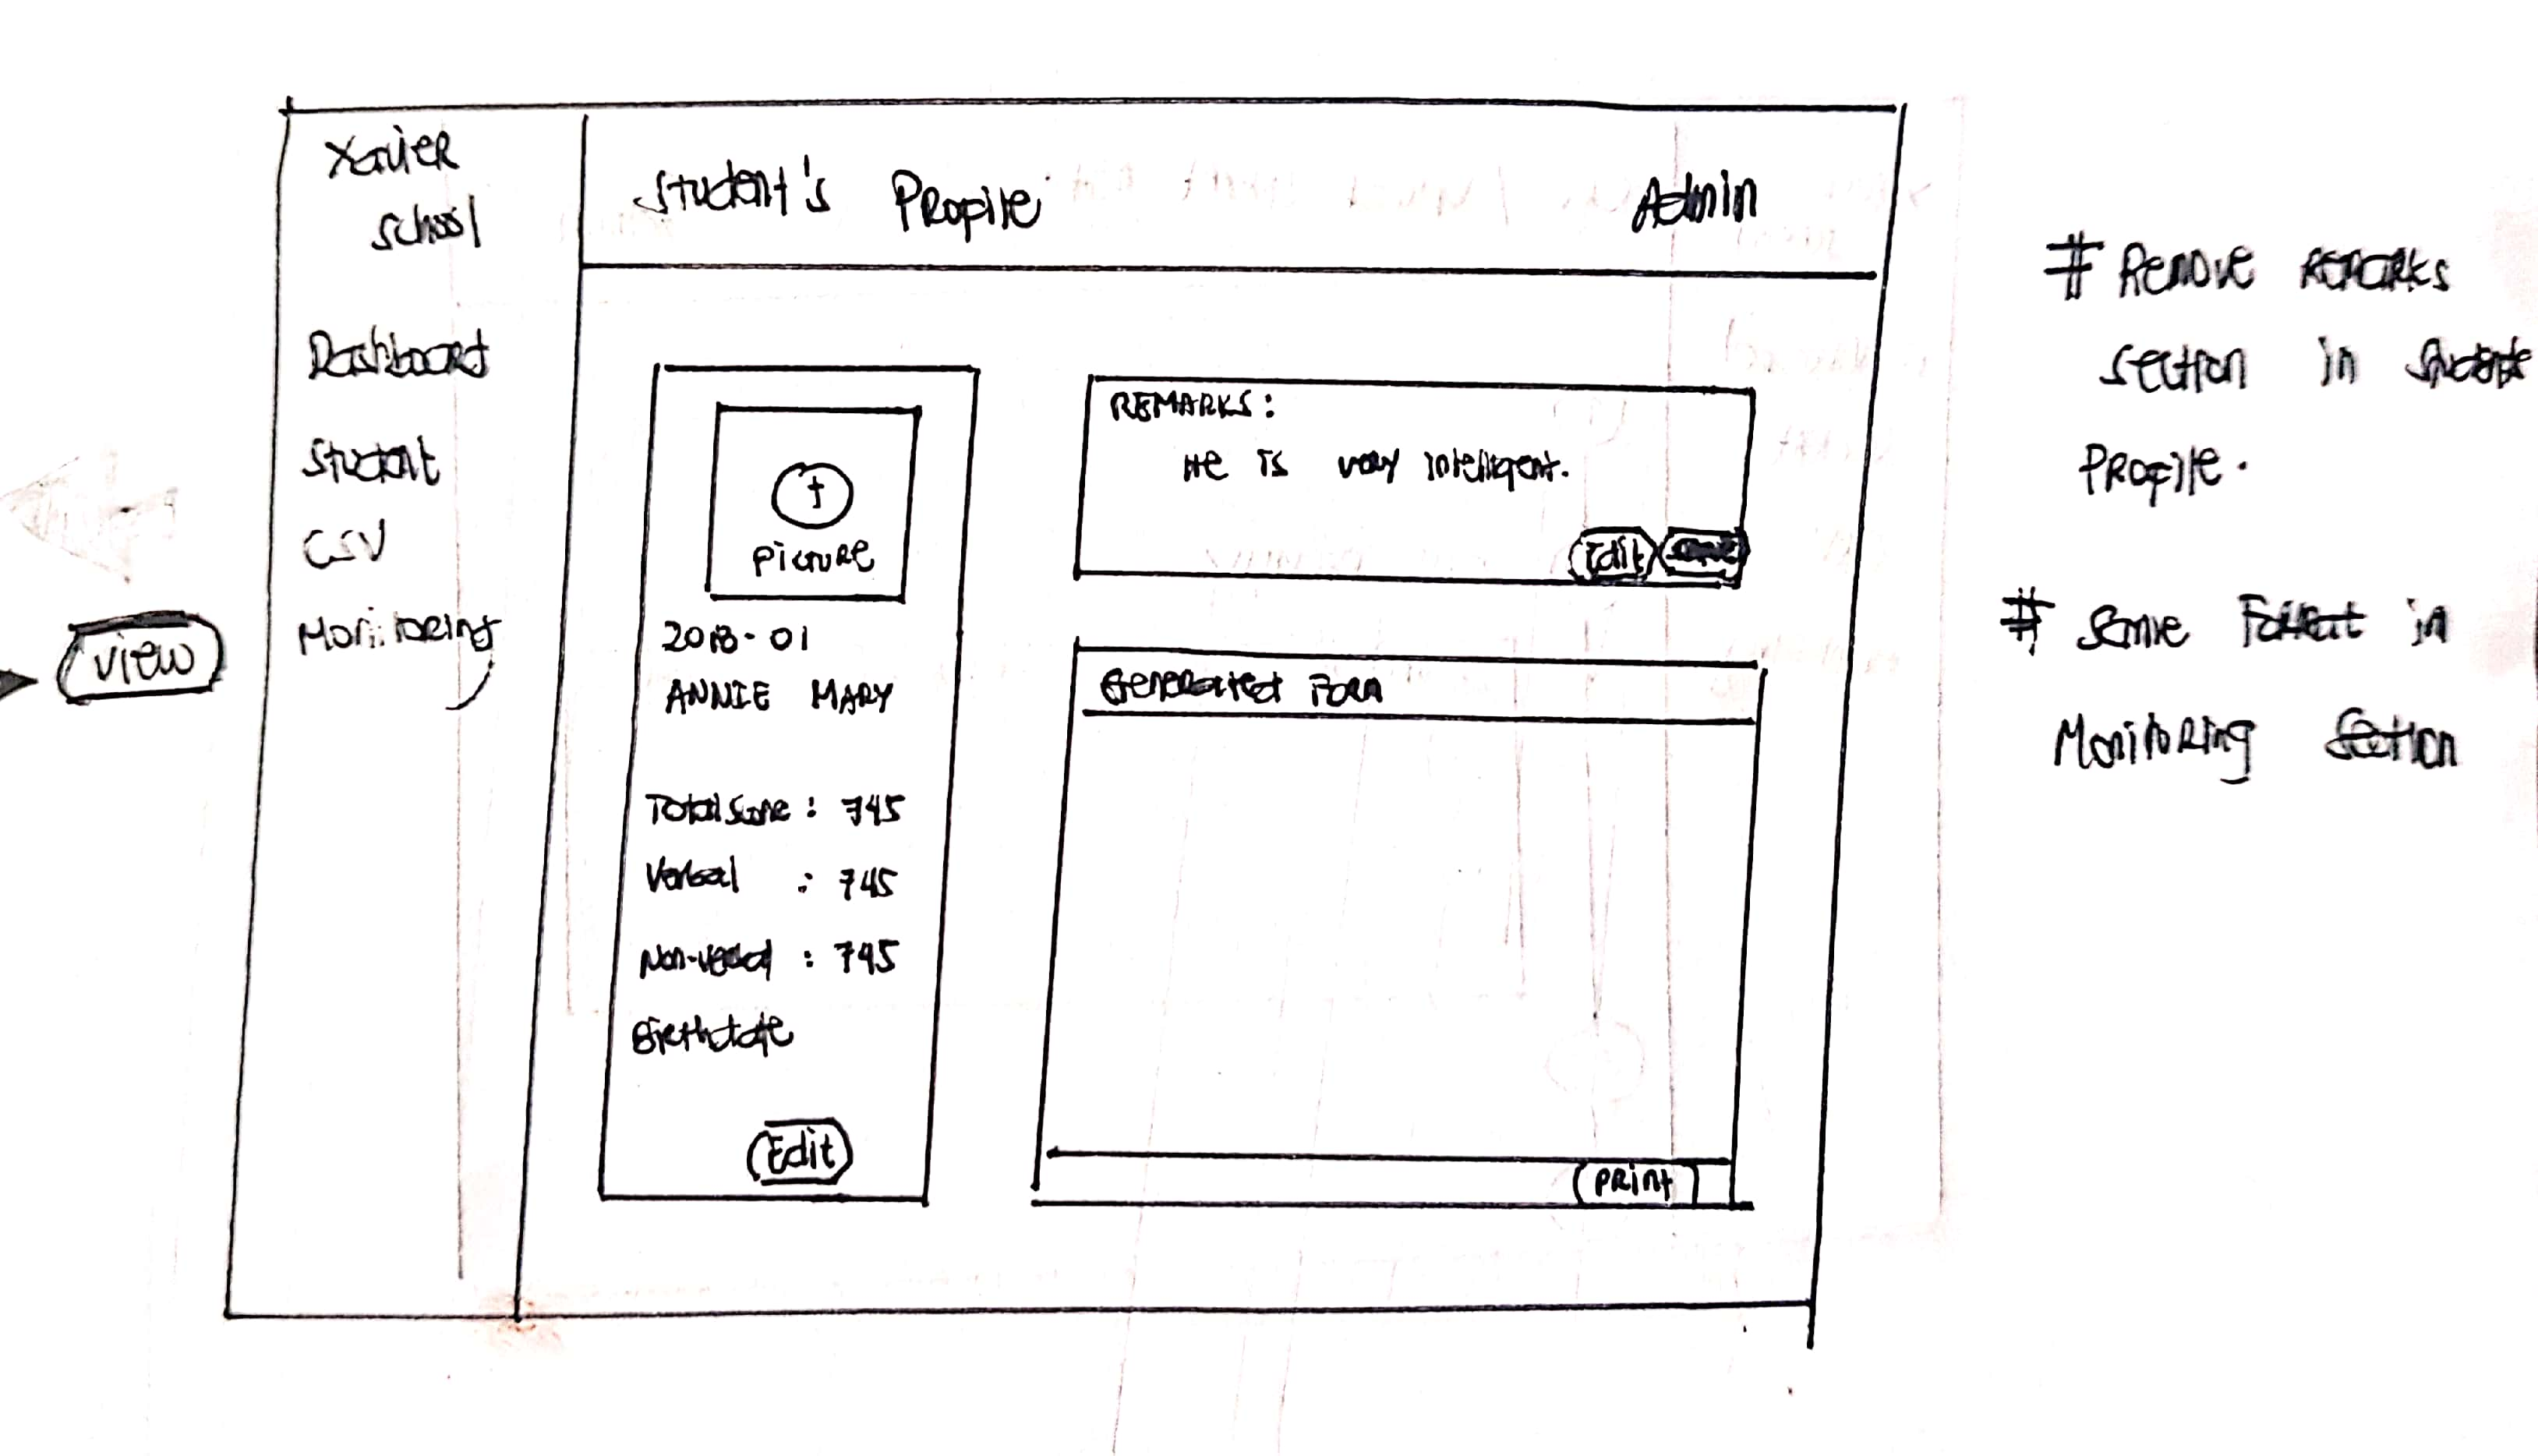 Xavier
School
Dashboard
Student
CSV
Monitoring
view
Student's Profile
Admin
picture
2018-01
ANNIE MARY
Total Score : 745
Verbal : 745
Non-verbal : 745
Birthdate
Edit
REMARKS :
He is very intelligent.
Edit
Generated Form
Print
# Remove remarks
section in Students
Profile.
# Same Format in
Monitoring Section